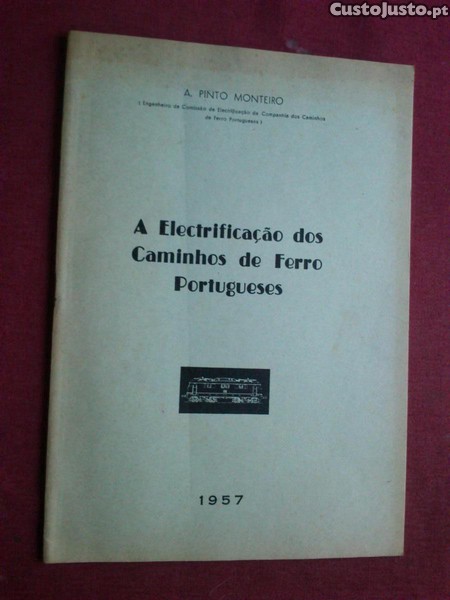 CustoJusto.pt
A. PINTO MONTEIRO
( Engenheiro da Comissão de Electrificação da Companhia dos Caminhos
de Ferro Portugueses )
A Electrificação dos
Caminhos de Ferro
Portugueses
1957